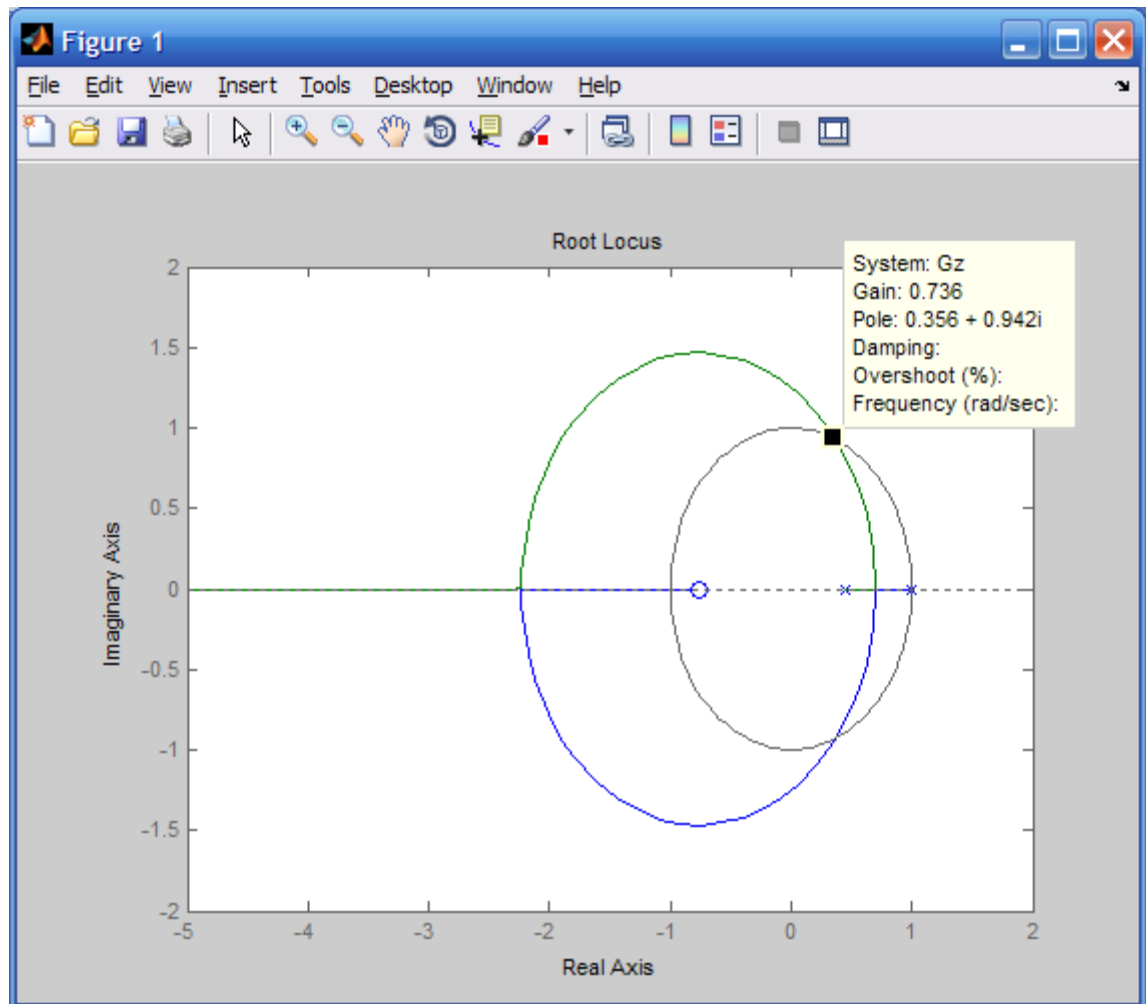 Figure 1
File Edit View Insert Tools Desktop Window Help
Root Locus
System: Gz
Gain: 0.736
Pole: 0.356 + 0.942i
Damping:
Overshoot (%):
Frequency (rad/sec):
2
1.5
1
0.5
0
-0.5
-1
-1.5
-2
Imaginary Axis
-5 -4 -3 -2 -1 0 1 2
Real Axis